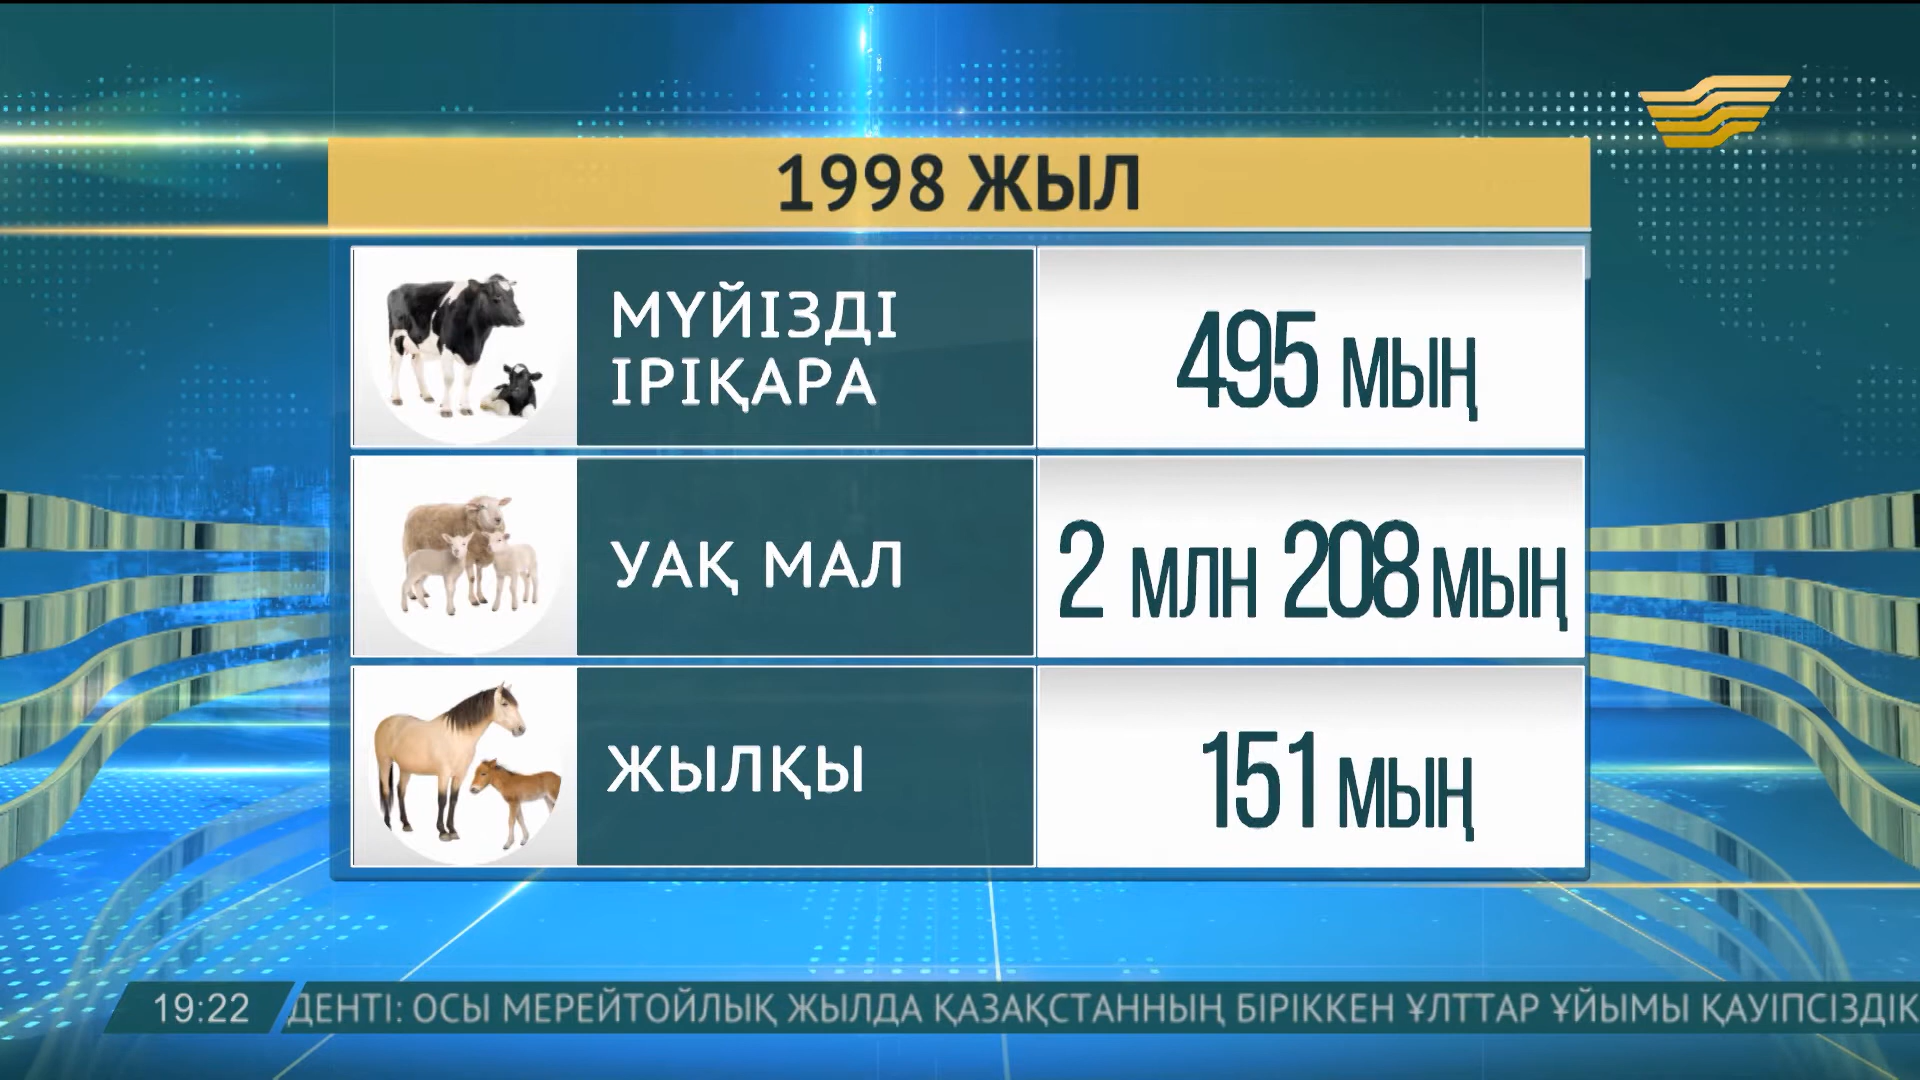 1998 ЖЫЛ
МҮЙІЗДІ
ІРІҚАРА
495 мың
УАҚ МАЛ
2 млн 208 мың
ЖЫЛҚЫ
151 мың
19:22 ДЕНТІ: ОСЫ МЕРЕЙТОЙЛЫҚ ЖЫЛДА ҚАЗАҚСТАННЫҢ БІРІККЕН ҰЛТТАР ҰЙЫМЫ ҚАУІПСІЗДІК